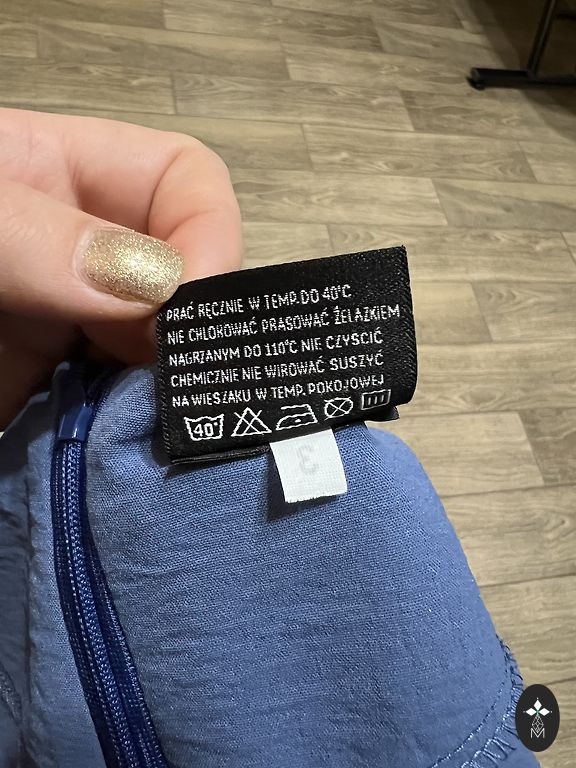 PRAĆ RĘCZNIE W TEMP. DO 40°C
NIE CHLOROWAĆ PRASOWAĆ ŻELAZKIEM
NAGRZANYM DO 110°C NIE CZYŚCIĆ
CHEMICZNIE NIE WIROWAĆ SUSZYĆ
NA WIESZAKU W TEMP. POKOJOWEJ
40°
3
M